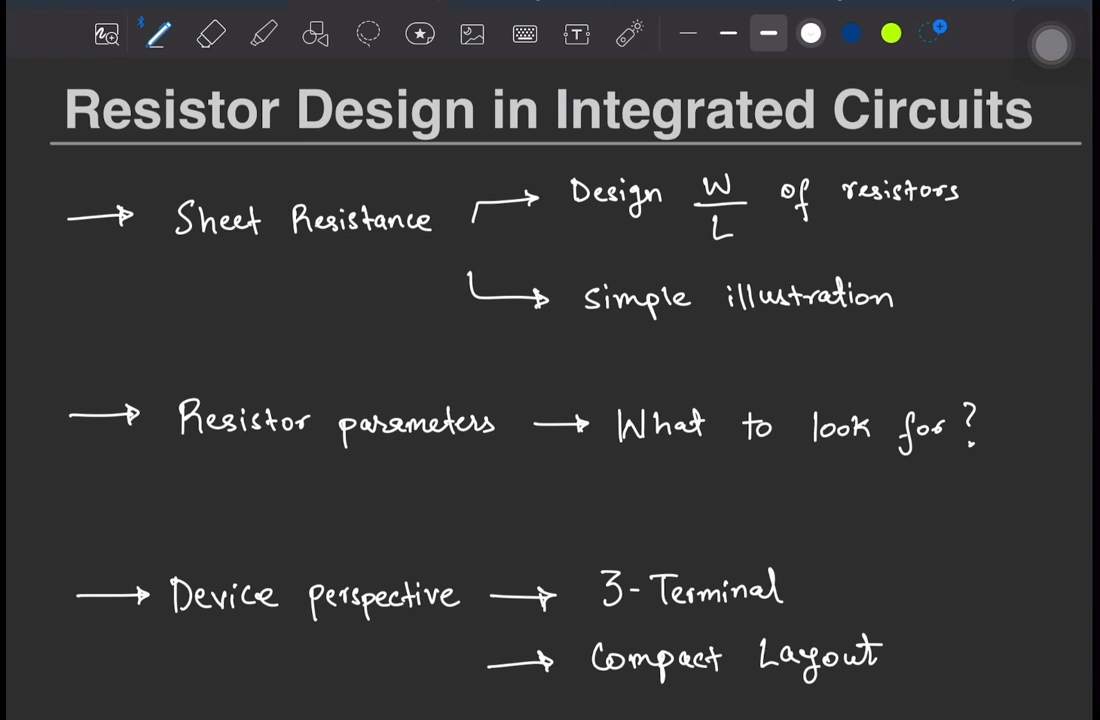 Resistor Design in Integrated Circuits
→ Sheet Resistance → Design W/L of resistors
→ simple illustration
→ Resistor parameters → What to look for?
→ Device perspective → 3-Terminal
→ Compact Layout